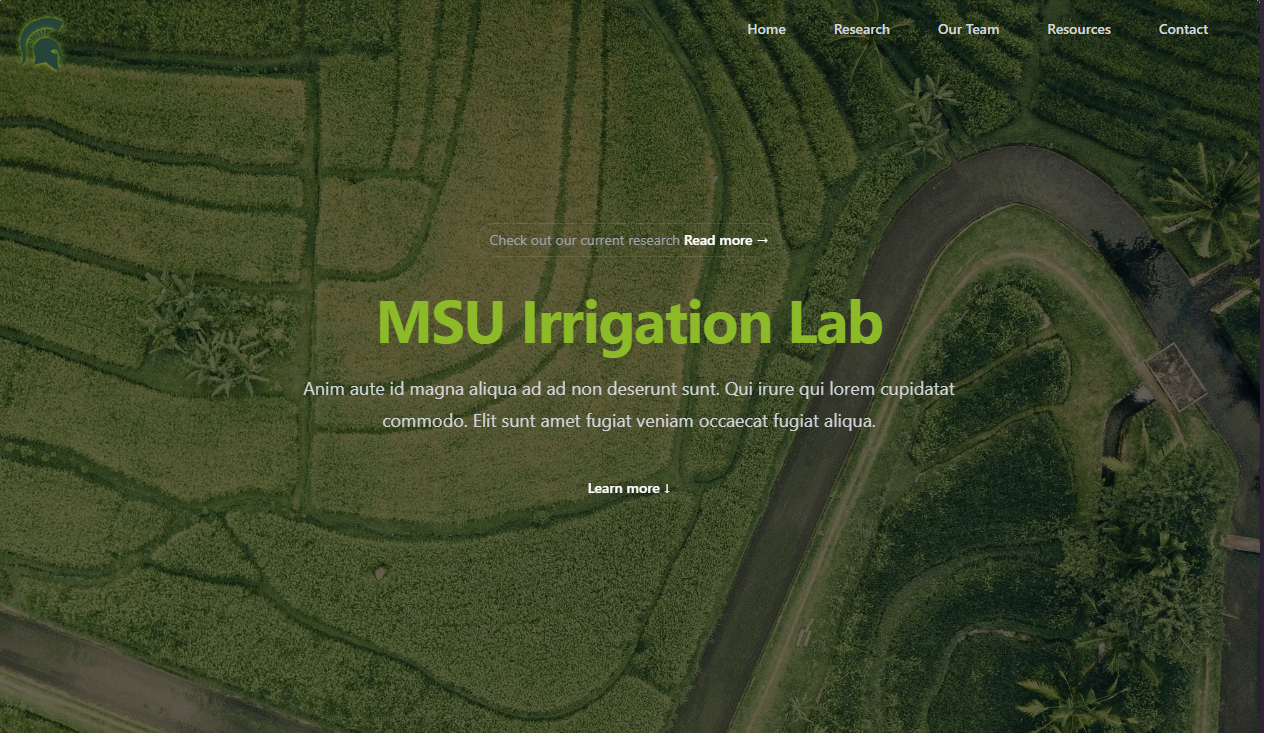 Home Research Our Team Resources Contact
Check out our current research Read more →
MSU Irrigation Lab
Anim aute id magna aliqua ad ad non deserunt sunt. Qui irure qui lorem cupidatat
commodo. Elit sunt amet fugiat veniam occaecat fugiat aliqua.
Learn more ↓